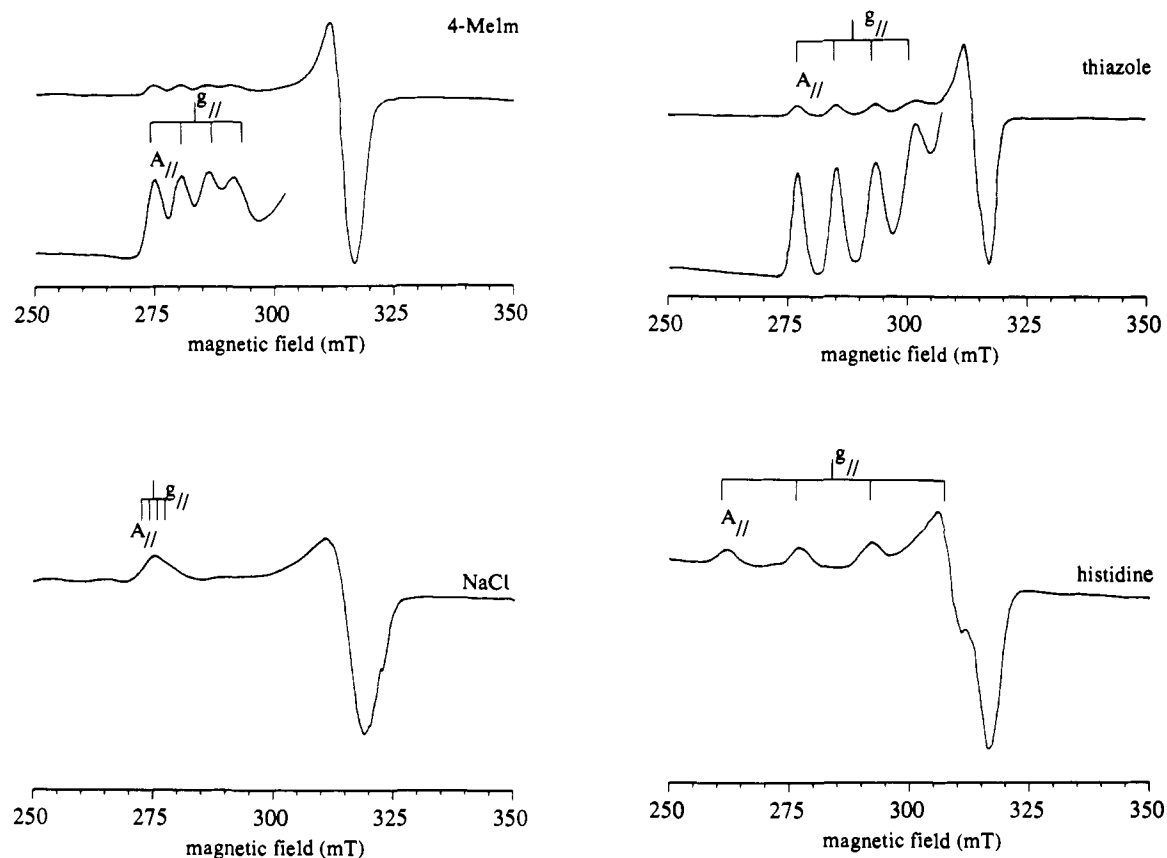 4-MeIm
g//
A//
250 275 300 325 350
magnetic field (mT)
g//
A//
thiazole
250 275 300 325 350
magnetic field (mT)
g//
A//
NaCl
250 275 300 325 350
magnetic field (mT)
g//
A//
histidine
250 275 300 325 350
magnetic field (mT)